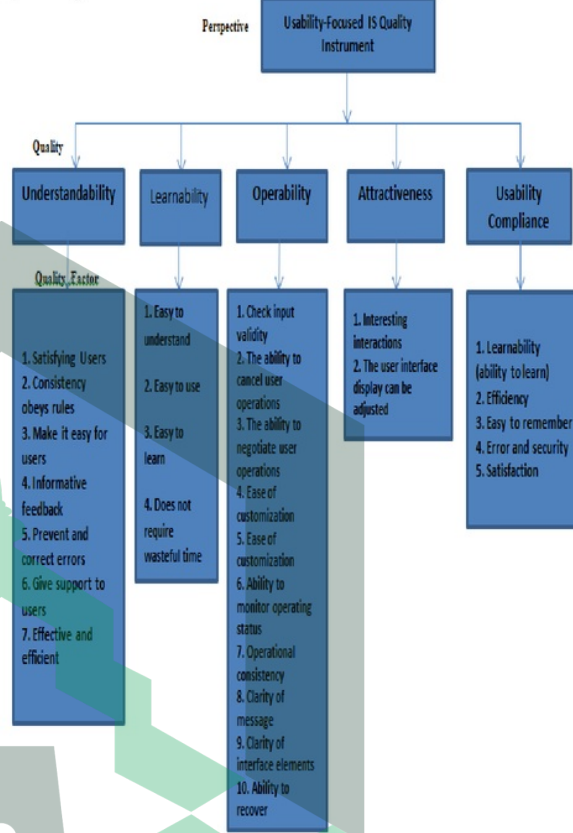 Perspective
Usability-Focused IS Quality
Instrument
Quality
Understandability
Learnability
Operability
Attractiveness
Usability
Compliance
Quality Factor
1. Satisfying Users
2. Consistency
obeys rules
3. Make it easy for
users
4. Informative
feedback
5. Prevent and
correct errors
6. Give support to
users
7. Effective and
efficient
1. Easy to
understand
2. Easy to use
3. Easy to
learn
4. Does not
require
wasteful time
1. Check input
validity
2. The ability to
cancel user
operations
3. The ability to
negotiate user
operations
4. Ease of
customization
5. Ease of
customization
6. Ability to
monitor operating
status
7. Operational
consistency
8. Clarity of
message
9. Clarity of
interface elements
10. Ability to
recover
1. Interesting
interactions
2. The user interface
display can be
adjusted
1. Learnability
(ability to learn)
2. Efficiency
3. Easy to remember
4. Error and security
5. Satisfaction